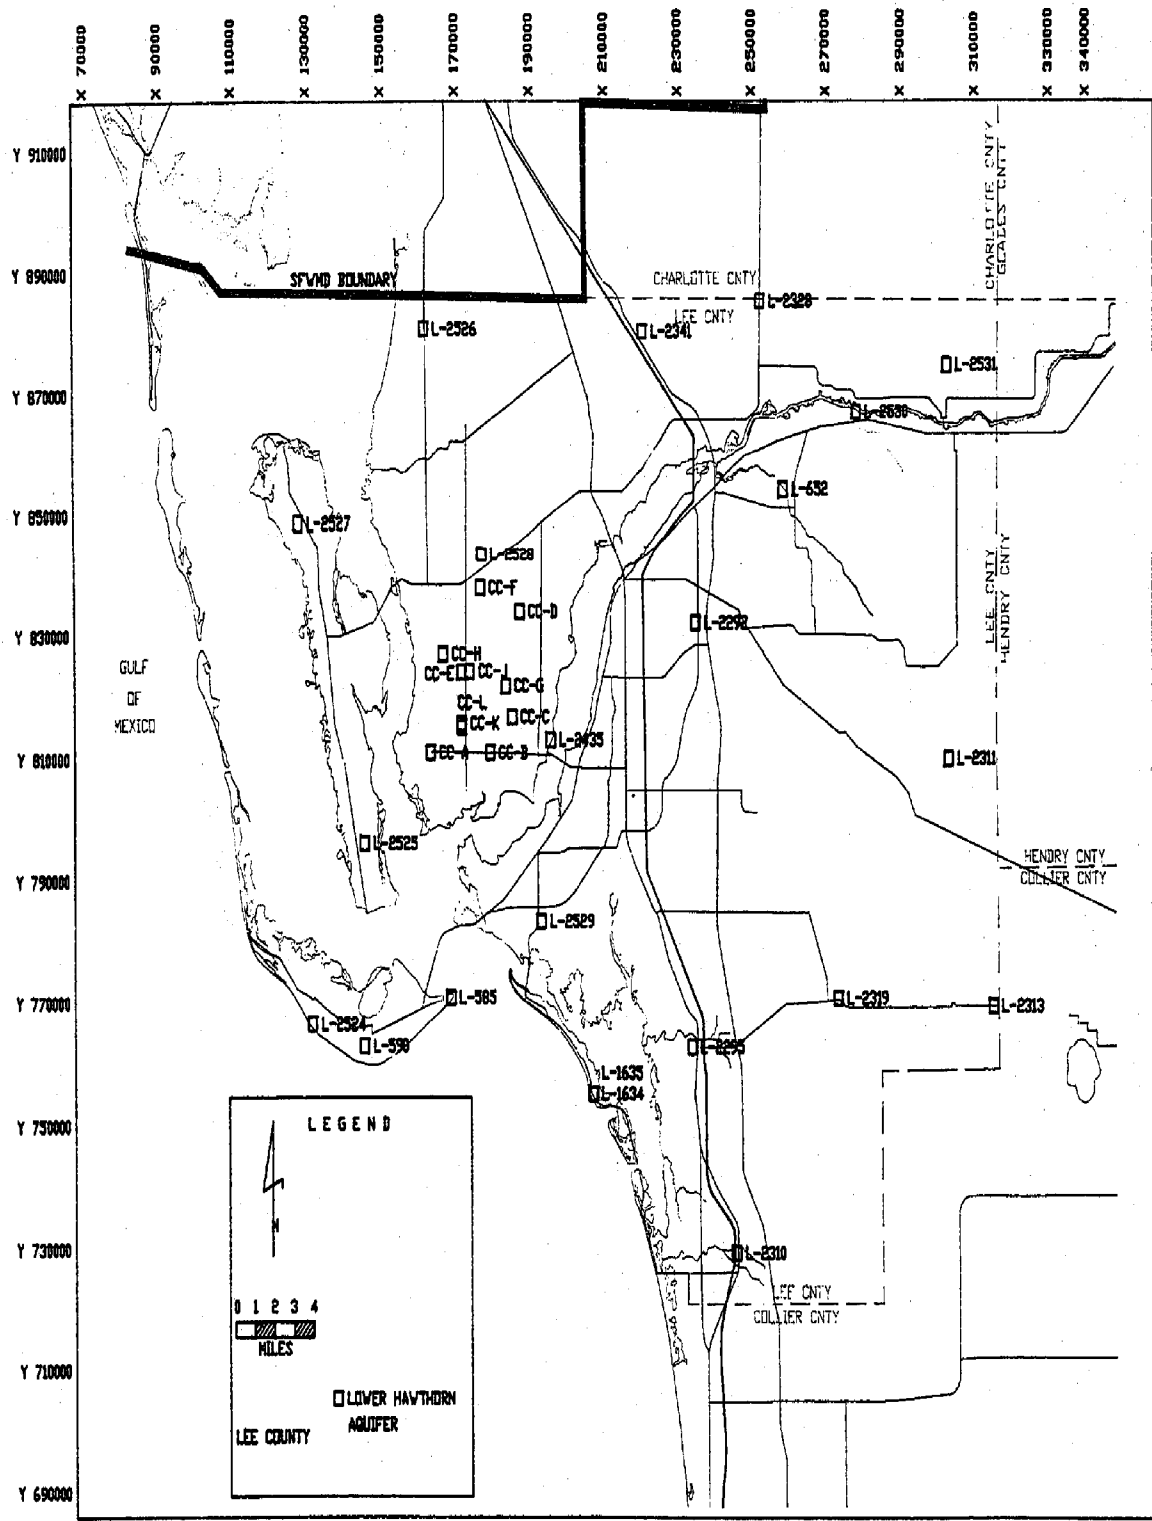 X 70000
X 90000
X 110000
X 130000
X 150000
X 170000
X 190000
X 210000
X 230000
X 250000
X 270000
X 290000
X 310000
X 330000
X 340000
Y 910000
CHARLOTTE CNTY
GLADES CNTY
Y 890000
SFWMD BOUNDARY
CHARLOTTE CNTY
LEE CNTY
L-2328
L-2526
L-2341
L-2531
Y 870000
L-2530
L-652
Y 850000
L-2527
L-2528
CC-F
CC-D
L-2292
Y 830000
LEE CNTY
HENDRY CNTY
CC-H
CC-E
CC-J
CC-G
GULF
OF
MEXICO
CC-L
CC-K
CC-C
L-2435
CC-A
CC-B
L-2311
Y 810000
L-2525
HENDRY CNTY
COLLIER CNTY
Y 790000
L-2529
L-585
L-2319
L-2313
Y 770000
L-2524
L-590
L-2295
L-1635
L-1634
Y 750000
LEGEND
N
Y 730000
L-2310
LEE CNTY
COLLIER CNTY
0 1 2 3 4
MILES
Y 710000
LOWER HAWTHORN
AQUIFER
LEE COUNTY
Y 690000